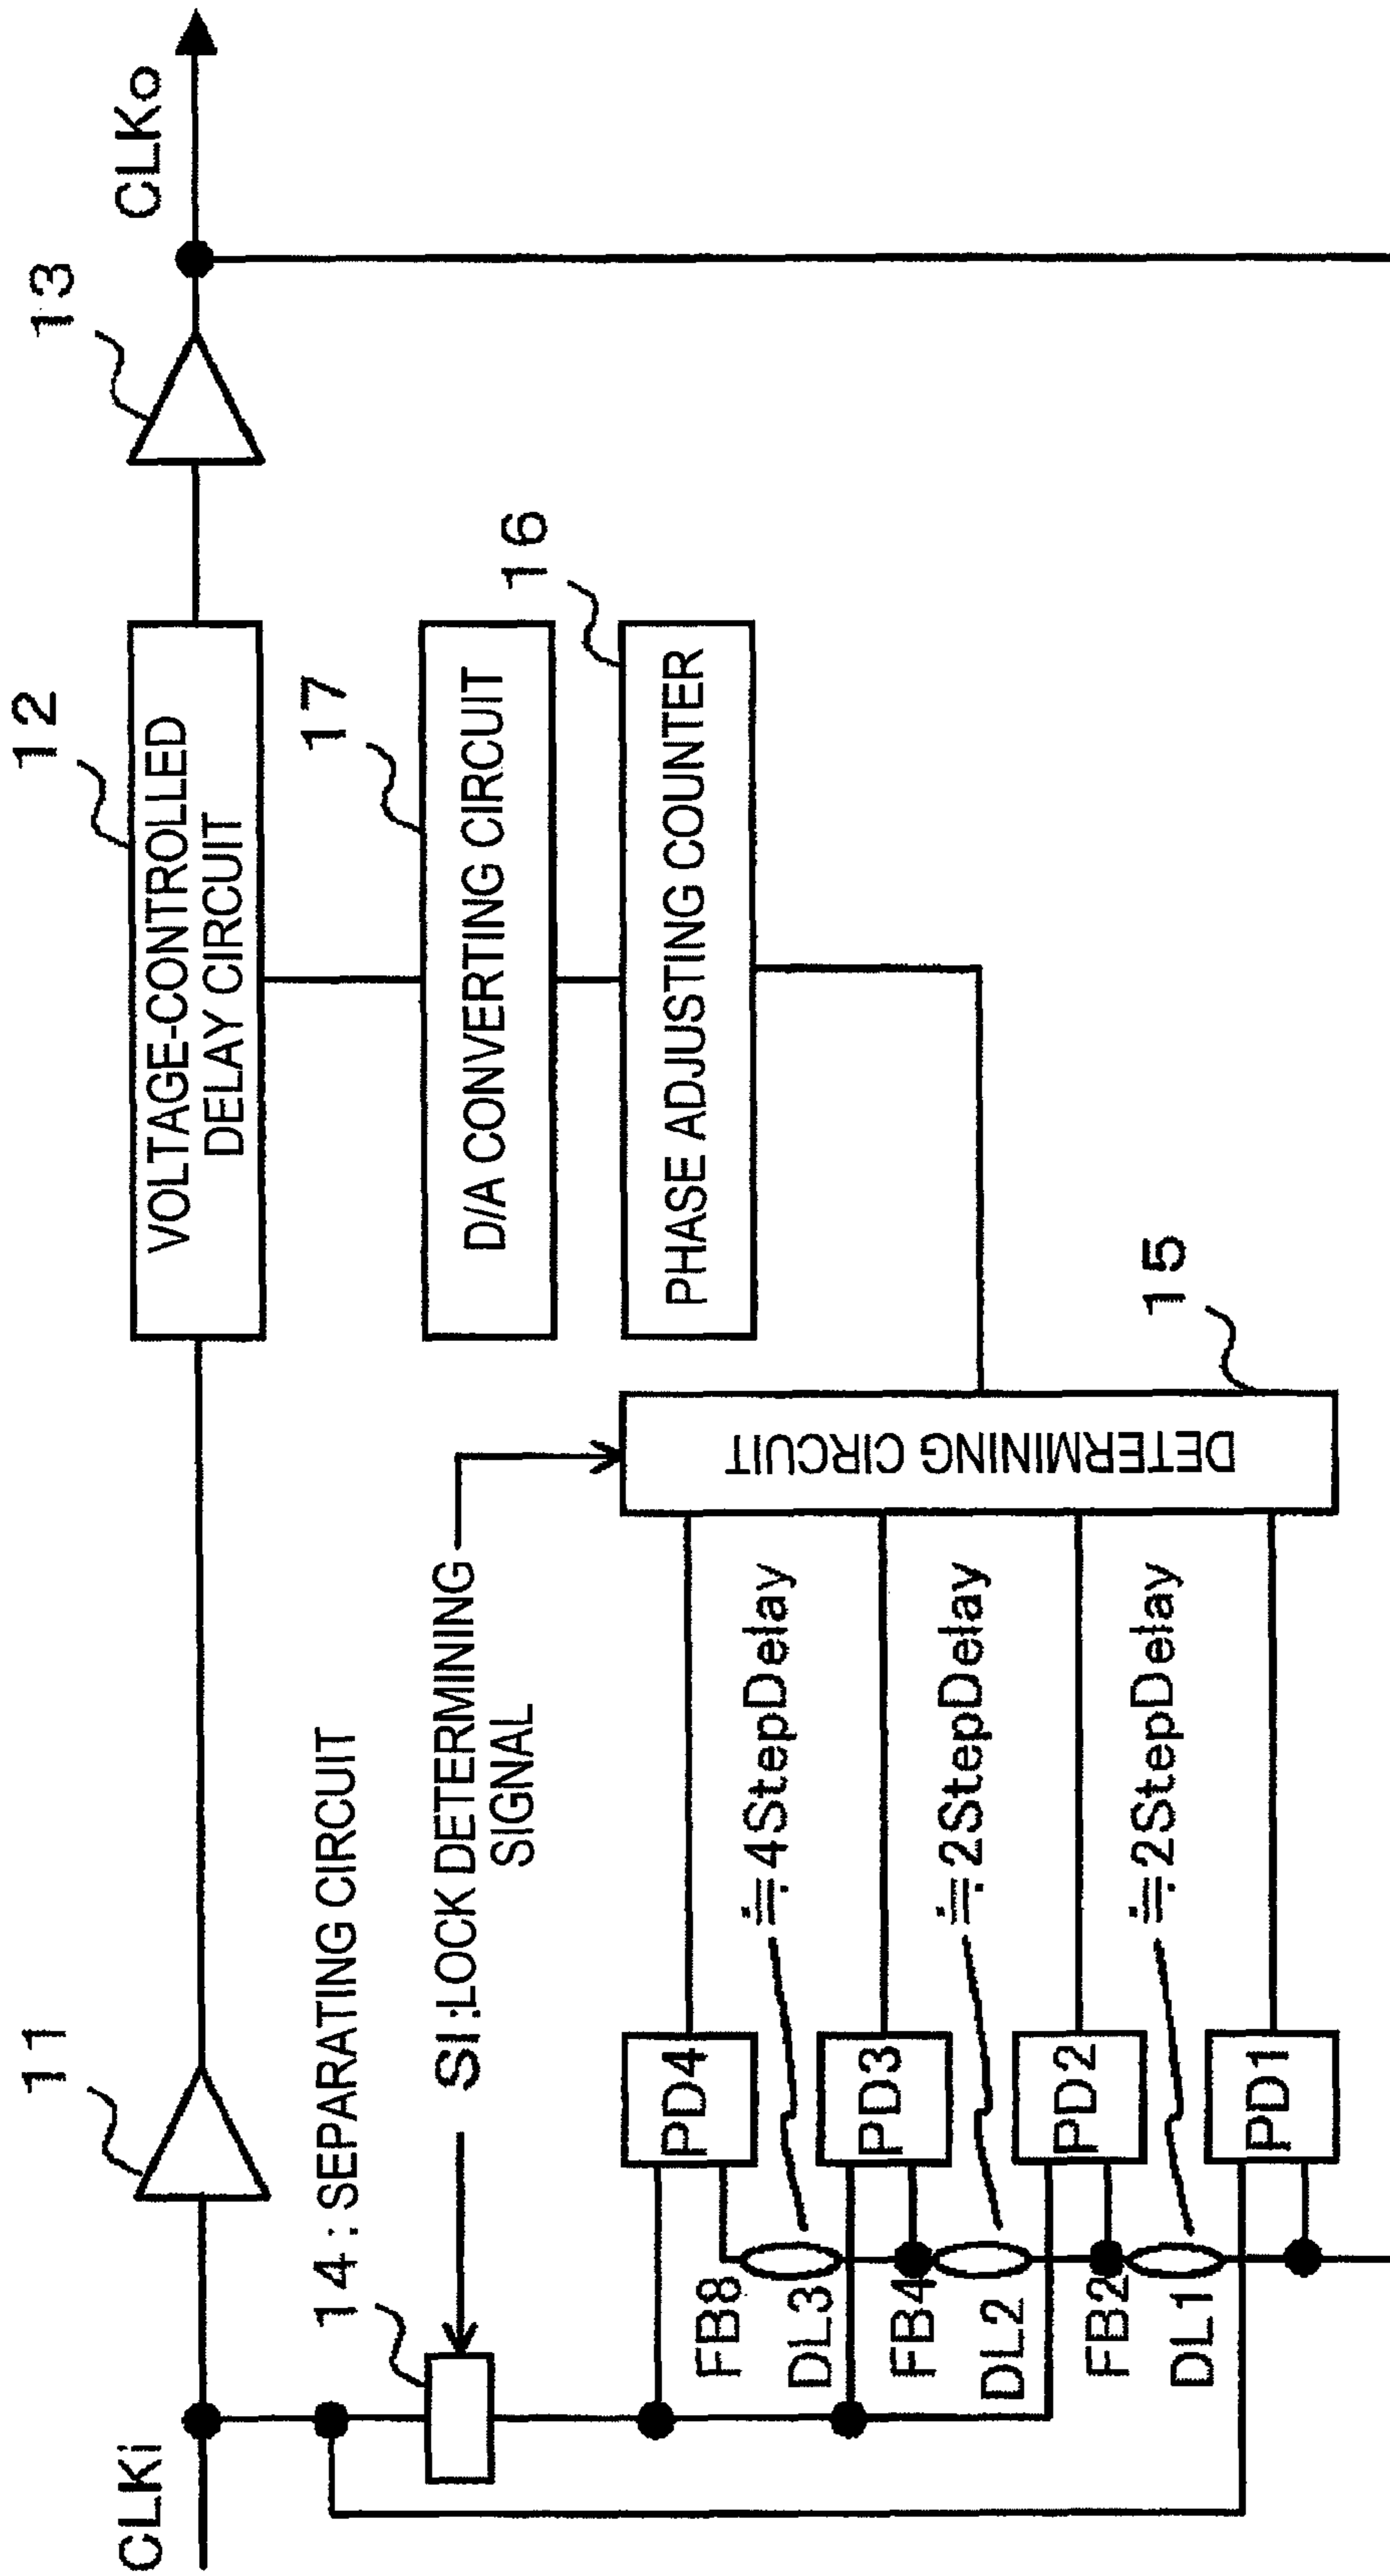 CLKi
11
12
VOLTAGE-CONTROLLED
DELAY CIRCUIT
13
CLKo
14 : SEPARATING CIRCUIT
17
D/A CONVERTING CIRCUIT
Sl :LOCK DETERMINING
SIGNAL
16
PHASE ADJUSTING COUNTER
FB8
PD4
≒4StepDelay
DL3
DETERMINING CIRCUIT
15
FB4
PD3
≒2StepDelay
DL2
FB2
PD2
≒2StepDelay
DL1
PD1